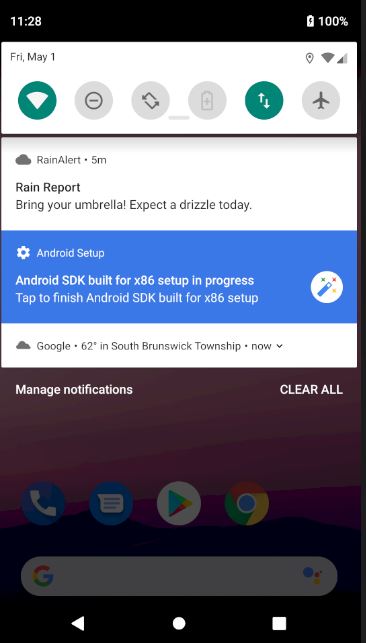 11:28
100%
Fri, May 1
RainAlert • 5m
Rain Report
Bring your umbrella! Expect a drizzle today.
Android Setup
Android SDK built for x86 setup in progress
Tap to finish Android SDK built for x86 setup
Google • 62° in South Brunswick Township • now
Manage notifications
CLEAR ALL